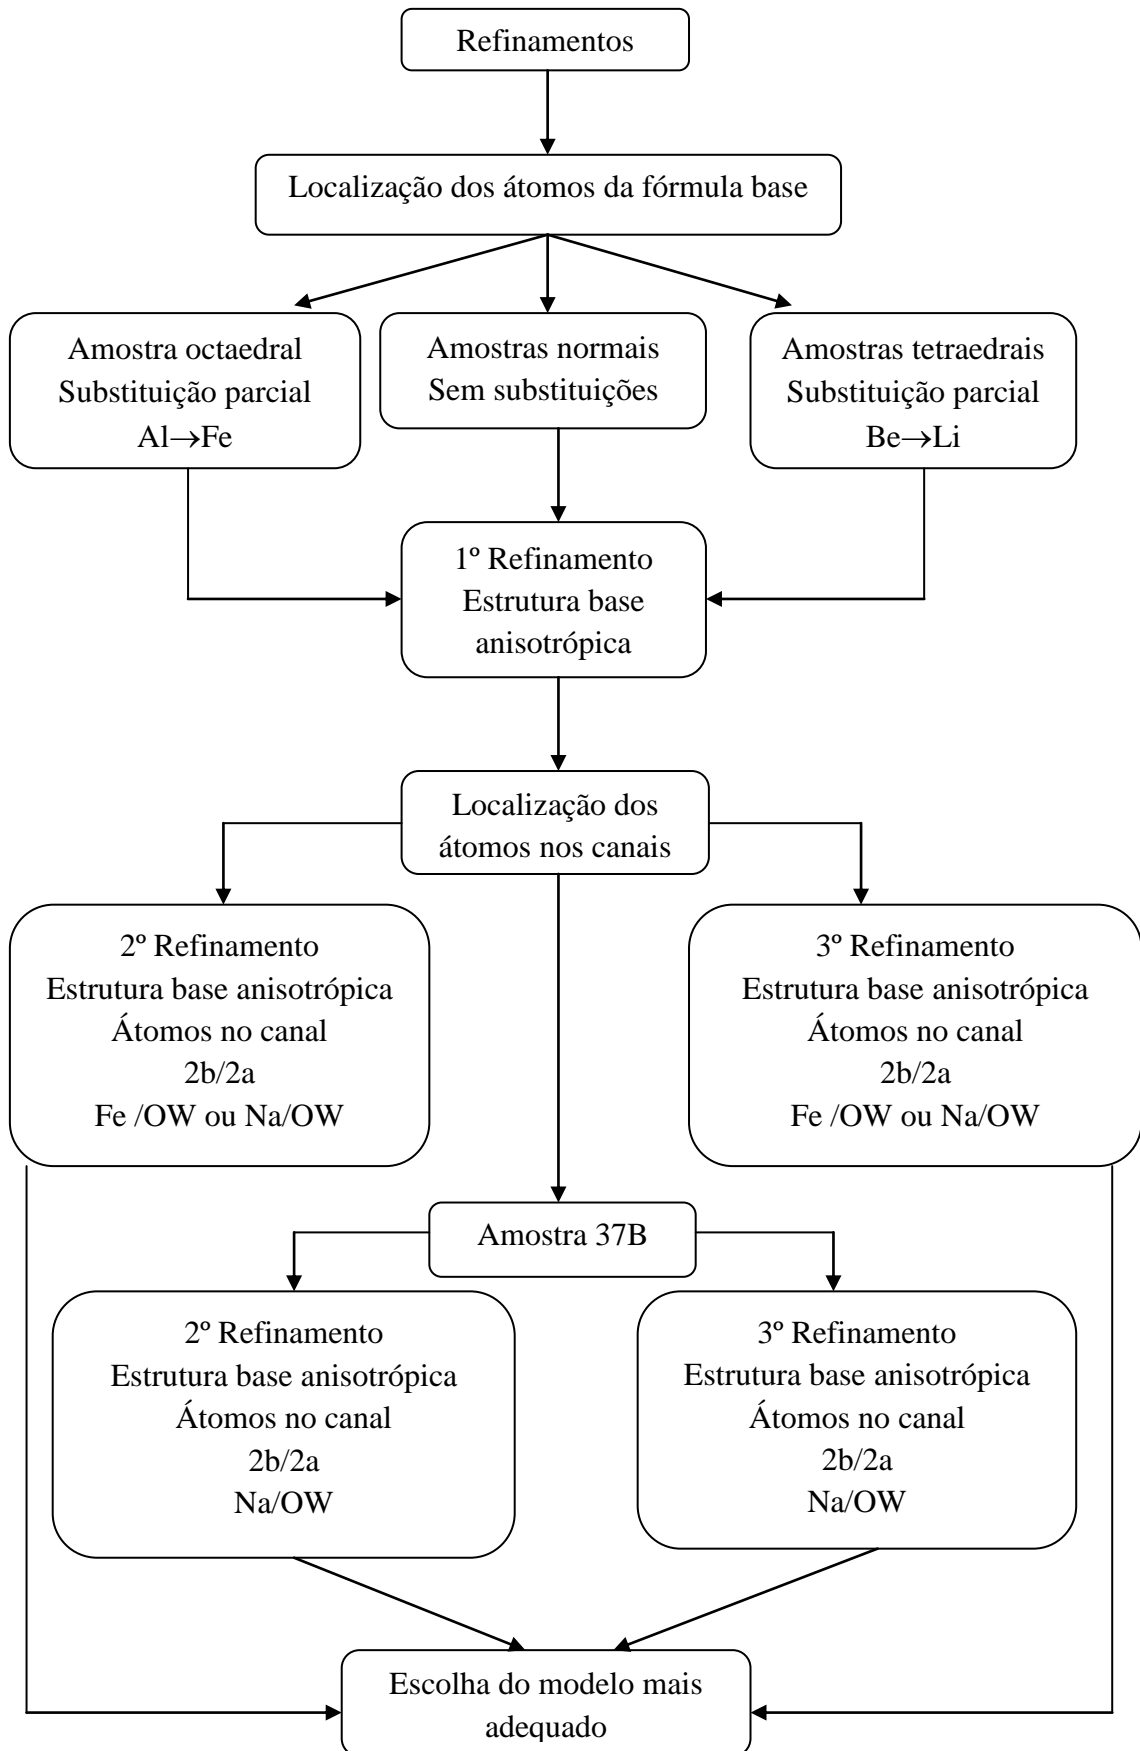 Refinamentos
Localização dos átomos da fórmula base
Amostra octaedral
Substituição parcial
Al→Fe
Amostras normais
Sem substituições
Amostras tetraedrais
Substituição parcial
Be→Li
1º Refinamento
Estrutura base
anisotrópica
Localização dos
átomos nos canais
2º Refinamento
Estrutura base anisotrópica
Átomos no canal
2b/2a
Fe /OW ou Na/OW
3º Refinamento
Estrutura base anisotrópica
Átomos no canal
2b/2a
Fe /OW ou Na/OW
Amostra 37B
2º Refinamento
Estrutura base anisotrópica
Átomos no canal
2b/2a
Na/OW
3º Refinamento
Estrutura base anisotrópica
Átomos no canal
2b/2a
Na/OW
Escolha do modelo mais
adequado